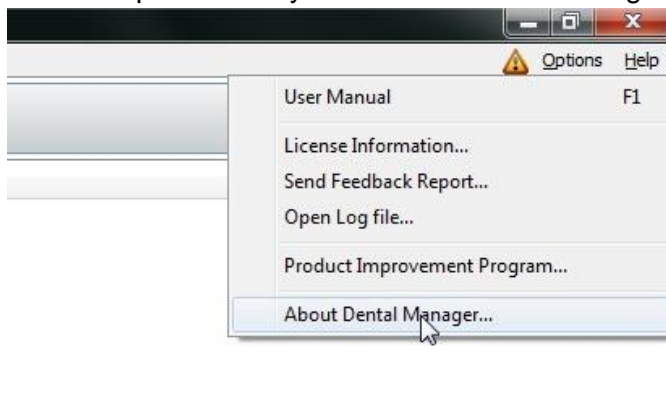 Options Help
User Manual F1
License Information...
Send Feedback Report...
Open Log file...
Product Improvement Program...
About Dental Manager...